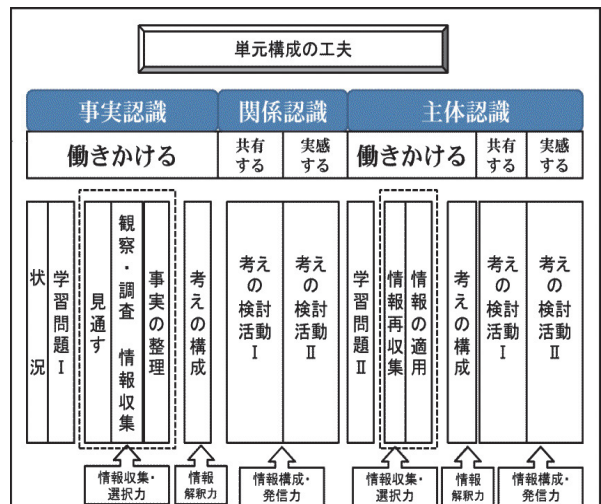 単元構成の工夫
事実認識
関係認識
主体認識
働きかける
共有
する
実感
する
働きかける
共有
する
実感
する
状況
学習問題Ⅰ
見通す
観察・調査 情報収集
事実の整理
考えの構成
考えの検討
活動Ⅰ
考えの検討
活動Ⅱ
学習問題Ⅱ
情報再収集
情報の適用
考えの構成
考えの検討
活動Ⅰ
考えの検討
活動Ⅱ
情報収集・
選択力
情報
解釈力
情報構成・
発信力
情報収集・
選択力
情報
解釈力
情報構成・
発信力